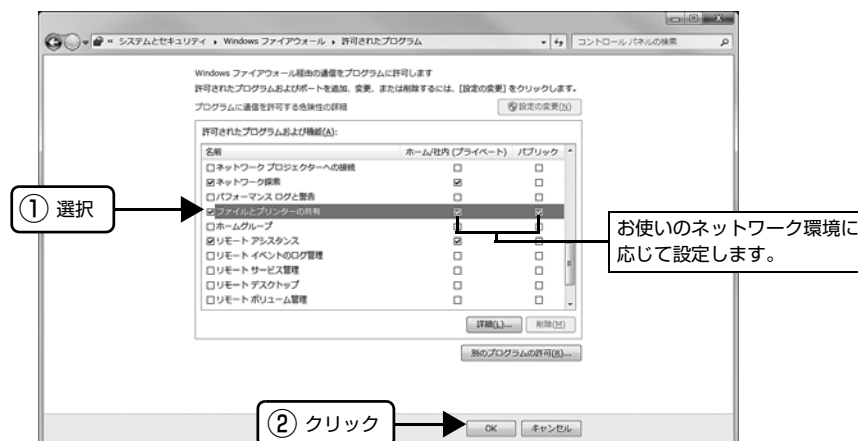 « システムとセキュリティ ▸ Windows ファイアウォール ▸ 許可されたプログラム
コントロール パネルの検索
Windows ファイアウォール経由の通信をプログラムに許可します
許可されたプログラムおよびポートを追加、変更、または削除するには、[設定の変更] をクリックします。
プログラムに通信を許可する危険性の詳細
設定の変更(N)
許可されたプログラムおよび機能(A):
名前 ホーム/社内 (プライベート) パブリック
ネットワーク プロジェクターへの接続
ネットワーク探索
パフォーマンス ログと警告
① 選択
ファイルとプリンターの共有
ホームグループ
お使いのネットワーク環境に
応じて設定します。
リモート アシスタンス
リモート イベントのログ管理
リモート サービス管理
リモート デスクトップ
リモート ボリューム管理
詳細(L)... 削除(M)
別のプログラムの許可(R)...
② クリック
OK キャンセル